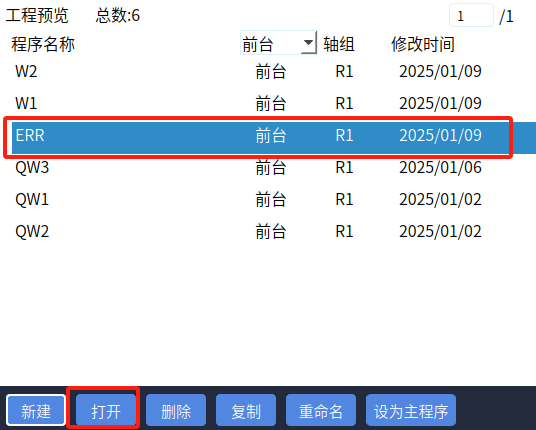 工程预览 总数:6 1 /1
程序名称 前台 轴组 修改时间
W2 前台 R1 2025/01/09
W1 前台 R1 2025/01/09
ERR 前台 R1 2025/01/09
QW3 前台 R1 2025/01/06
QW1 前台 R1 2025/01/02
QW2 前台 R1 2025/01/02
新建 打开 删除 复制 重命名 设为主程序